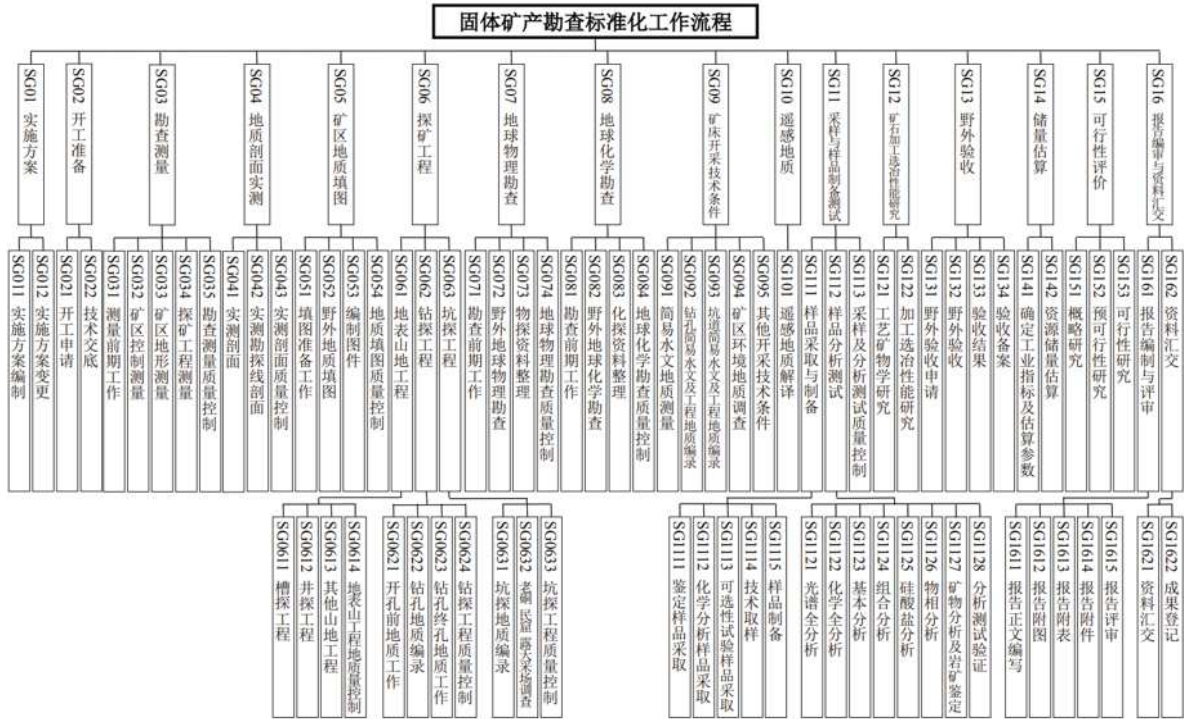 固体矿产勘查标准化工作流程
SG01 实施方案
SG02 开工准备
SG03 勘查测量
SG04 地质剖面实测
SG05 矿区地质填图
SG06 探矿工程
SG07 地球物理勘查
SG08 地球化学勘查
SG09 矿床开采技术条件
SG10 遥感地质
SG11 采样与样品制备测试
SG12 矿石加工选冶性能研究
SG13 野外验收
SG14 储量估算
SG15 可行性评价
SG16 报告编审与资料汇交
SG011 实施方案编制
SG012 实施方案变更
SG021 开工申请
SG022 技术交底
SG031 测量前期工作
SG032 矿区控制测量
SG033 矿区地形测量
SG034 探矿工程测量
SG035 勘查测量质量控制
SG041 实测剖面
SG042 实测勘探线剖面
SG043 实测剖面质量控制
SG051 填图准备工作
SG052 野外地质填图
SG053 编制图件
SG054 地质填图质量控制
SG061 地表山地工程
SG062 钻探工程
SG063 坑探工程
SG071 勘查前期工作
SG072 野外地球物理勘查
SG073 物探资料整理
SG074 地球物理勘查质量控制
SG081 勘查前期工作
SG082 野外地球化学勘查
SG083 化探资料整理
SG084 地球化学勘查质量控制
SG091 简易水文地质测量
SG092 钻孔简易水文及工程地质编录
SG093 坑道简易水文及工程地质编录
SG094 矿区环境地质调查
SG095 其他开采技术条件
SG101 遥感地质解译
SG111 样品采取与制备
SG112 样品分析测试
SG113 采样及分析测试质量控制
SG121 工艺矿物学研究
SG122 加工选冶性能研究
SG131 野外验收申请
SG132 野外验收
SG133 验收结果
SG134 验收备案
SG141 确定工业指标及估算参数
SG142 资源储量估算
SG151 概略研究
SG152 预可行性研究
SG153 可行性研究
SG161 报告编制与评审
SG162 资料汇交
SG0611 槽探工程
SG0612 井探工程
SG0613 其他山地工程
SG0614 地表山工程地质量控制
SG0621 开孔前地质工作
SG0622 钻孔地质编录
SG0623 钻孔终孔地质工作
SG0624 钻探工程质量控制
SG0631 坑探地质编录
SG0632 老硐 民窿 露天采场调查
SG0633 坑探工程质量控制
SG1111 鉴定样品采取
SG1112 化学分析样品采取
SG1113 可选性试验样品采取
SG1114 技术取样
SG1115 样品制备
SG1121 光谱全分析
SG1122 化学全分析
SG1123 基本分析
SG1124 组合分析
SG1125 硅酸盐分析
SG1126 物相分析
SG1127 矿物分析及岩矿鉴定
SG1128 分析测试验证
SG1611 报告正文编写
SG1612 报告附图
SG1613 报告附表
SG1614 报告附件
SG1615 报告评审
SG1621 资料汇交
SG1622 成果登记